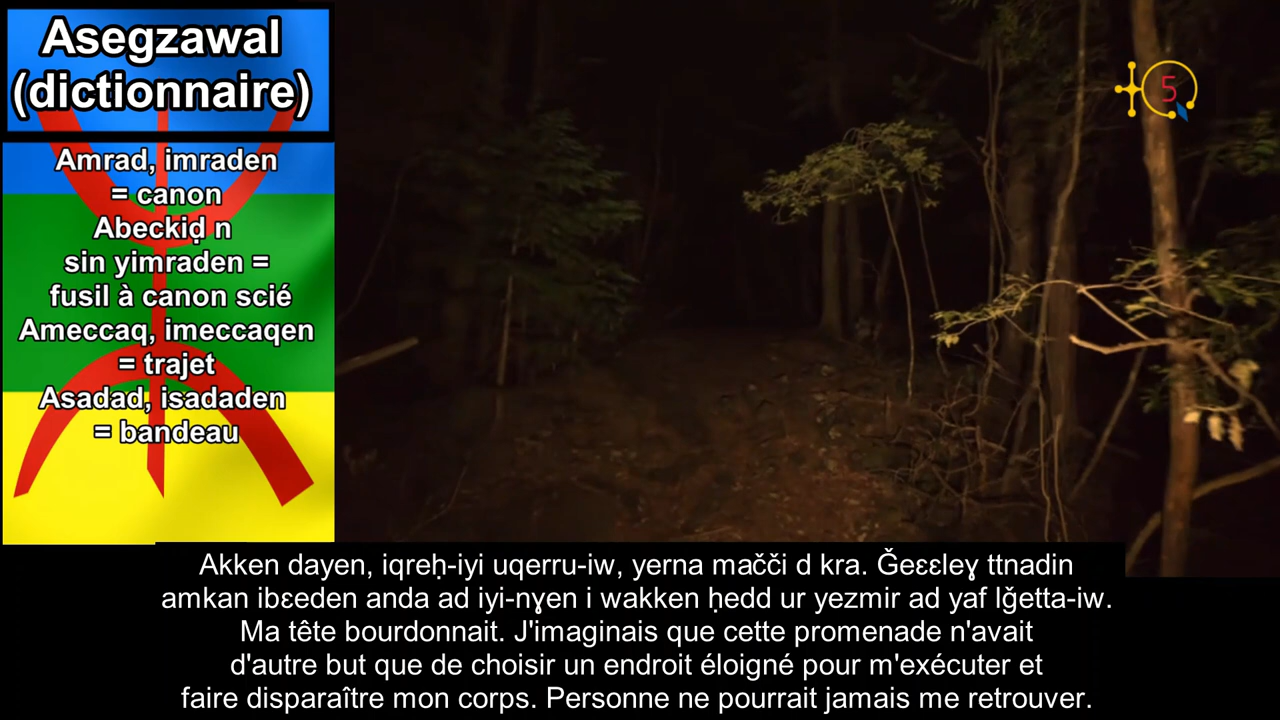 Asegzawal
(dictionnaire)
Amrad, imraden
= canon
Abeckiḍ n
sin yimraden =
fusil à canon scié
Ameccaq, imeccaqen
= trajet
Asadad, isadaden
= bandeau
5
Akken dayen, iqreḥ-iyi uqerru-iw, yerna mačči d kra. Ǧeɛɛleɣ ttnadin
amkan ibɛeden anda ad iyi-nɣen i wakken ḥedd ur yezmir ad yaf lǧetta-iw.
Ma tête bourdonnait. J'imaginais que cette promenade n'avait
d'autre but que de choisir un endroit éloigné pour m'exécuter et
faire disparaître mon corps. Personne ne pourrait jamais me retrouver.